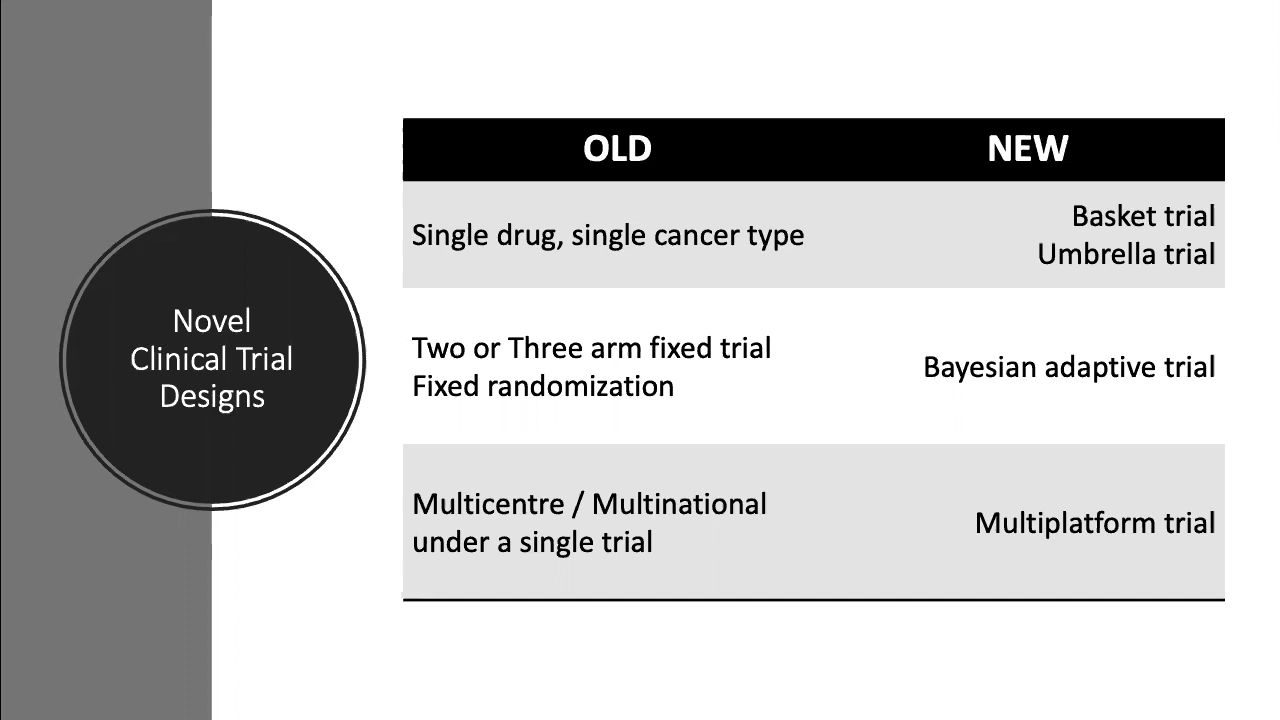 Novel
Clinical Trial
Designs
OLD
NEW
Single drug, single cancer type
Basket trial
Umbrella trial
Two or Three arm fixed trial
Fixed randomization
Bayesian adaptive trial
Multicentre / Multinational
under a single trial
Multiplatform trial